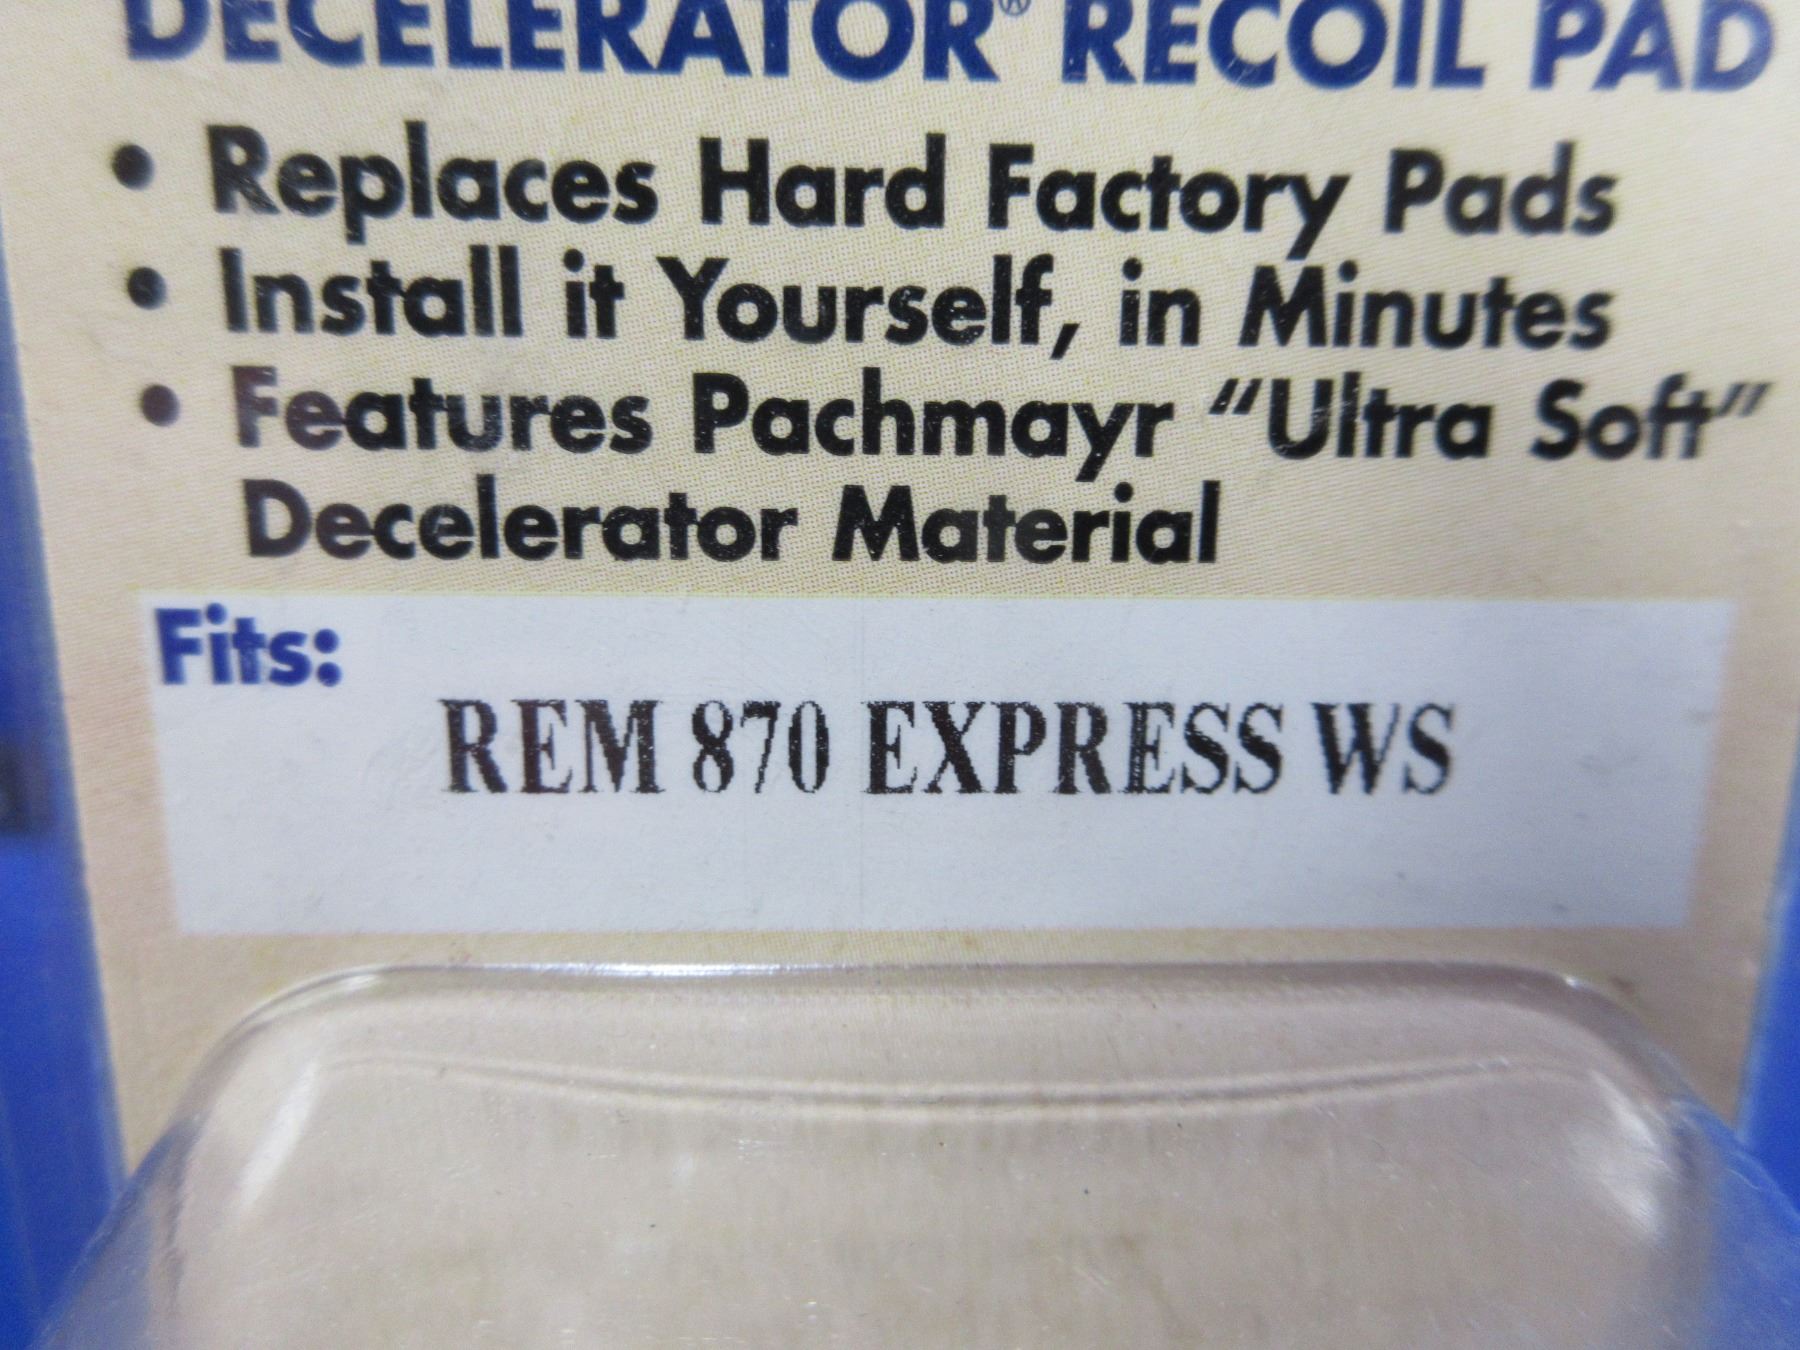 DECELERATOR® RECOIL PAD
• Replaces Hard Factory Pads
• Install it Yourself, in Minutes
• Features Pachmayr “Ultra Soft”
Decelerator Material
Fits:
REM 870 EXPRESS WS